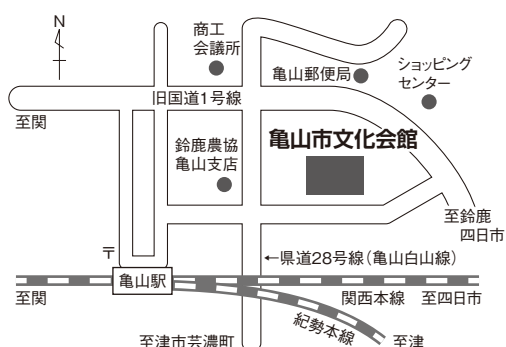 N
商工
会議所
亀山郵便局
ショッピング
センター
旧国道1号線
至関
鈴鹿農協
亀山支店
亀山市文化会館
至鈴鹿
四日市
〒
←県道28号線(亀山白山線)
亀山駅
至関
関西本線
至四日市
紀勢本線
至津市芸濃町
至津